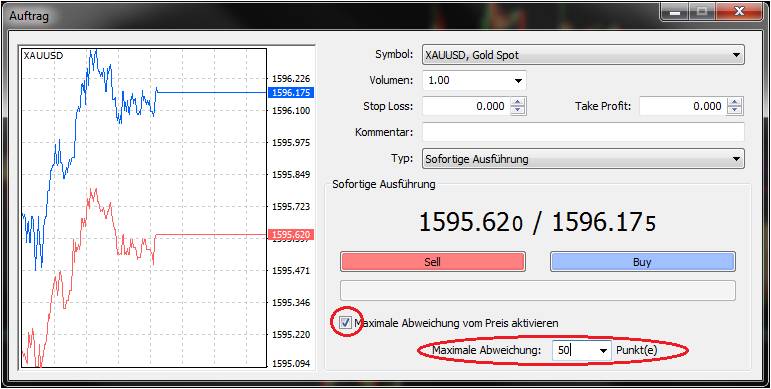 Auftrag
XAUUSD
1596.226
1596.175
1596.100
1595.975
1595.849
1595.723
1595.620
1595.471
1595.346
1595.220
1595.094
Symbol: XAUUSD, Gold Spot
Volumen: 1.00
Stop Loss: 0.000 Take Profit: 0.000
Kommentar:
Typ: Sofortige Ausführung
Sofortige Ausführung
1595.620 / 1596.175
Sell Buy
Maximale Abweichung vom Preis aktivieren
Maximale Abweichung: 50 Punkt(e)